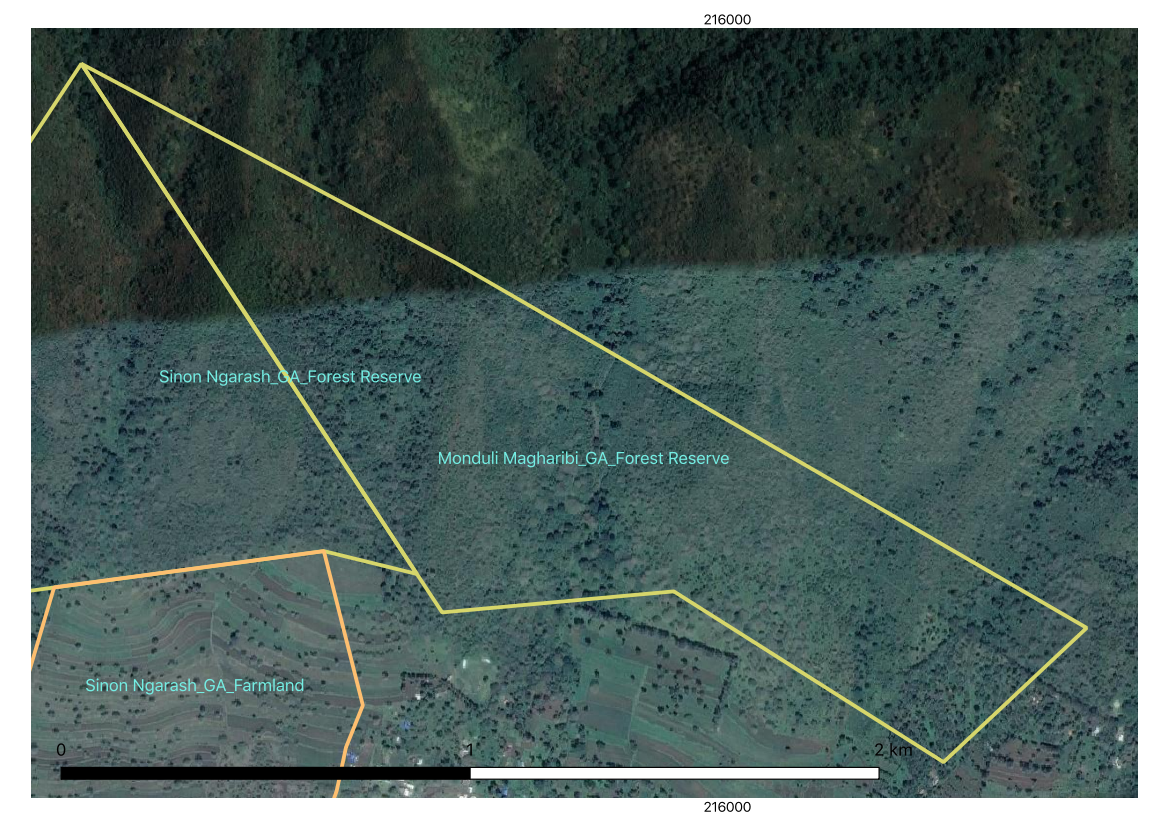 216000
Sinon Ngarash_GA_Forest Reserve
Monduli Magharibi_GA_Forest Reserve
Sinon Ngarash_GA_Farmland
0 1 2 km
216000